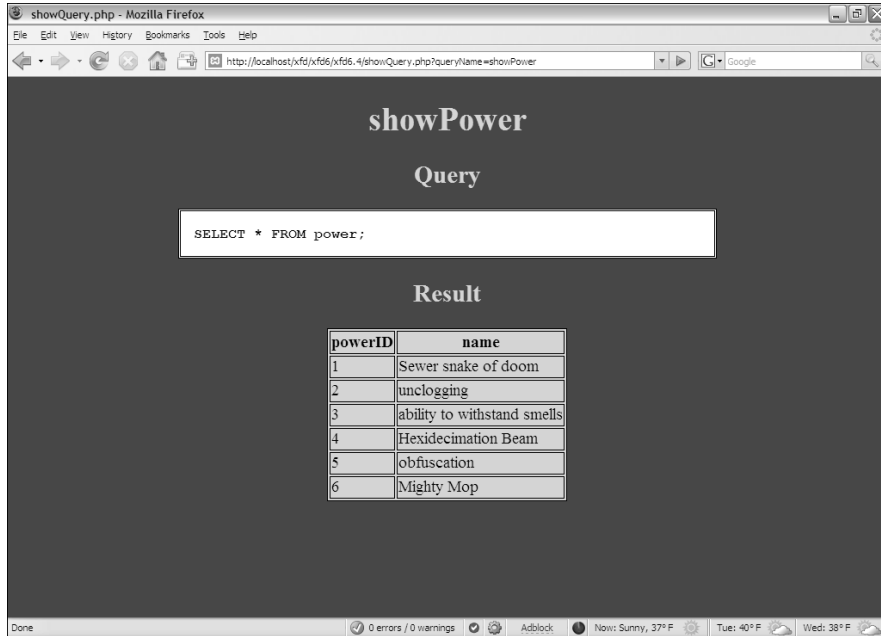 showQuery.php - Mozilla Firefox
File Edit View History Bookmarks Tools Help
http://localhost/xfd/xfd6/xfd6.4/showQuery.php?queryName=showPower
G Google
showPower
Query
SELECT * FROM power;
Result
powerID name
1 Sewer snake of doom
2 unclogging
3 ability to withstand smells
4 Hexidecimation Beam
5 obfuscation
6 Mighty Mop
Done 0 errors / 0 warnings Adblock Now: Sunny, 37° F Tue: 40° F Wed: 38° F